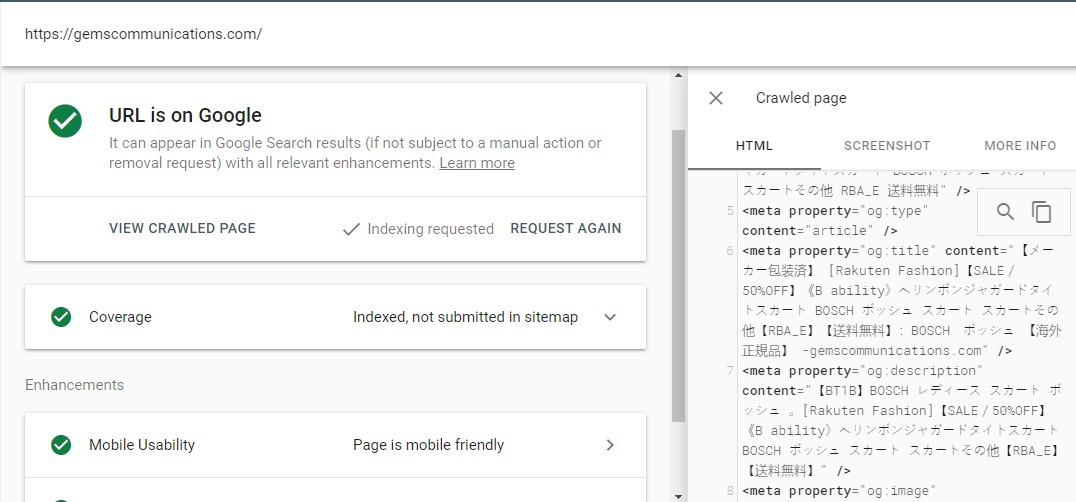 https://gemscommunications.com/
URL is on Google
It can appear in Google Search results (if not subject to a manual action or
removal request) with all relevant enhancements. Learn more
VIEW CRAWLED PAGE
Indexing requested
REQUEST AGAIN
Coverage
Indexed, not submitted in sitemap
Enhancements
Mobile Usability
Page is mobile friendly
Crawled page
HTML
SCREENSHOT
MORE INFO
スカートその他 RBA_E 送料無料" />
5 <meta property="og:type"
content="article" />
6 <meta property="og:title" content="【メー
カー包装済】 [Rakuten Fashion]【SALE/
50%OFF】《B ability》ヘリンボンジャガードタイ
トスカート BOSCH ボッシュ スカート スカートその
他【RBA_E】【送料無料】: BOSCH ボッシュ 【海外
正規品】 -gemscommunications.com" />
7 <meta property="og:description"
content="【BT1B】BOSCH レディース スカート ボ
ッシュ 。[Rakuten Fashion]【SALE/50%OFF】
《B ability》ヘリンボンジャガードタイトスカート
BOSCH ボッシュ スカート スカートその他【RBA_E】
【送料無料】" />
8 <meta property="og:image"